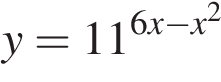 y = 11^{6x−x^2}